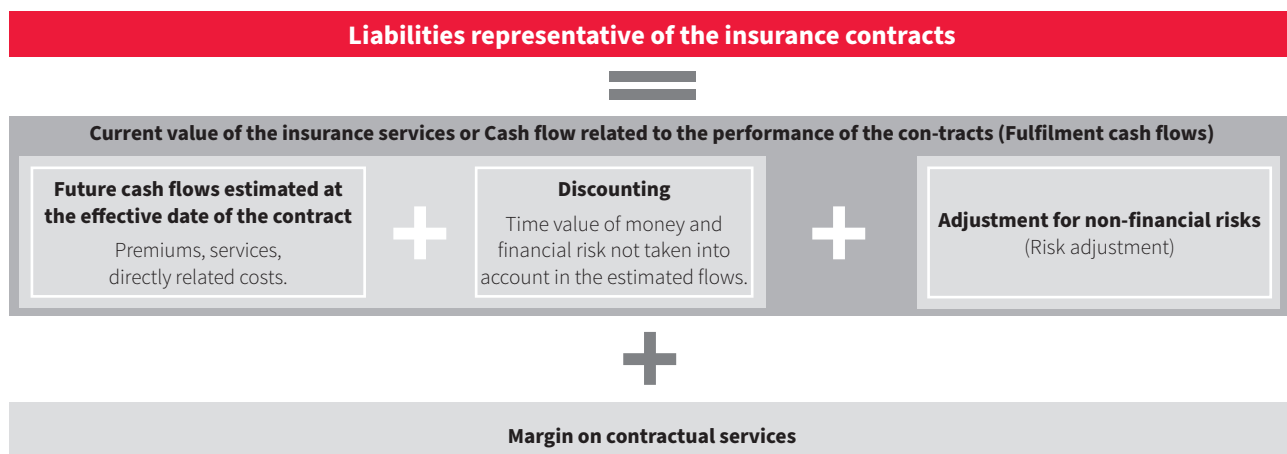 Liabilities representative of the insurance contracts
Current value of the insurance services or Cash flow related to the performance of the con-tracts (Fulfilment cash flows)
Future cash flows estimated at
the effective date of the contract
Premiums, services,
directly related costs.
Discounting
Time value of money and
financial risk not taken into
account in the estimated flows.
Adjustment for non-financial risks
(Risk adjustment)
Margin on contractual services